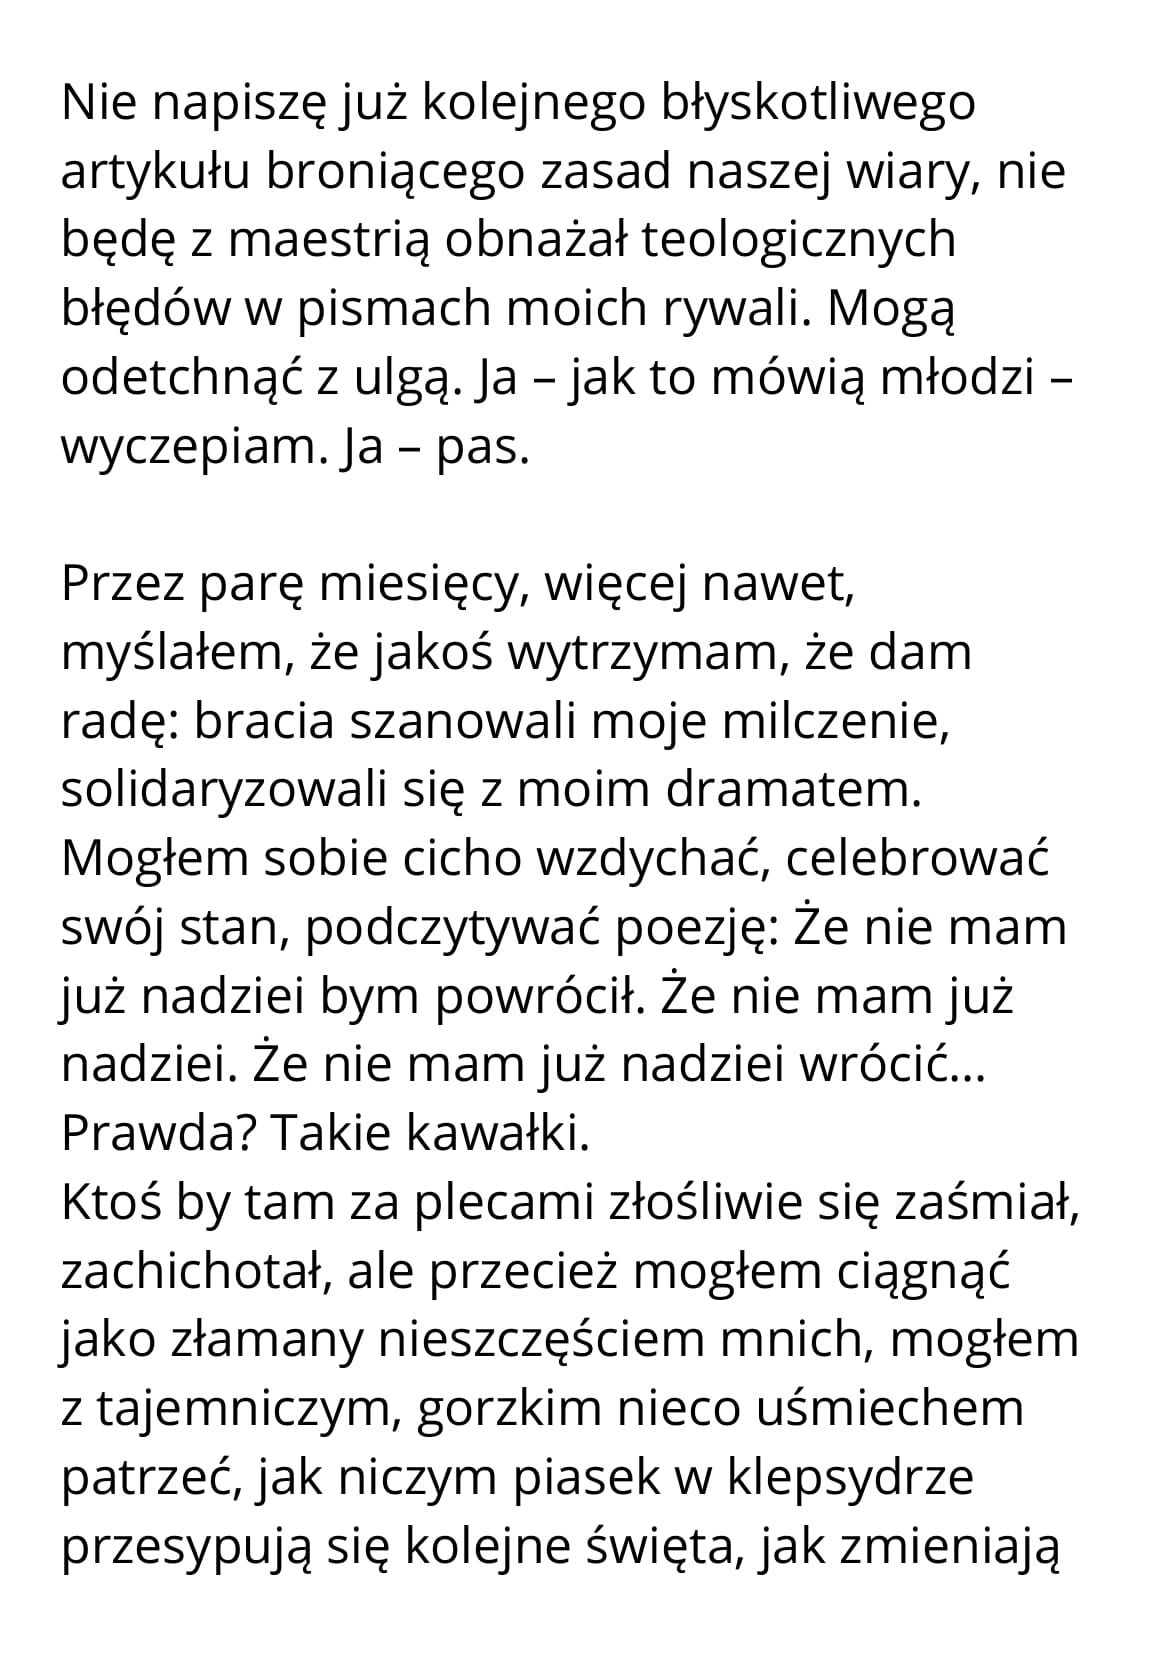 Nie napiszę już kolejnego błyskotliwego
artykułu broniącego zasad naszej wiary, nie
będę z maestrią obnażał teologicznych
błędów w pismach moich rywali. Mogą
odetchnąć z ulgą. Ja – jak to mówią młodzi –
wyczepiam. Ja – pas.
Przez parę miesięcy, więcej nawet,
myślałem, że jakoś wytrzymam, że dam
radę: bracia szanowali moje milczenie,
solidaryzowali się z moim dramatem.
Mogłem sobie cicho wzdychać, celebrować
swój stan, podczytywać poezję: Że nie mam
już nadziei bym powrócił. Że nie mam już
nadziei. Że nie mam już nadziei wrócić...
Prawda? Takie kawałki.
Ktoś by tam za plecami złośliwie się zaśmiał,
zachichotał, ale przecież mogłem ciągnąć
jako złamany nieszczęściem mnich, mogłem
z tajemniczym, gorzkim nieco uśmiechem
patrzeć, jak niczym piasek w klepsydrze
przesypują się kolejne święta, jak zmieniają